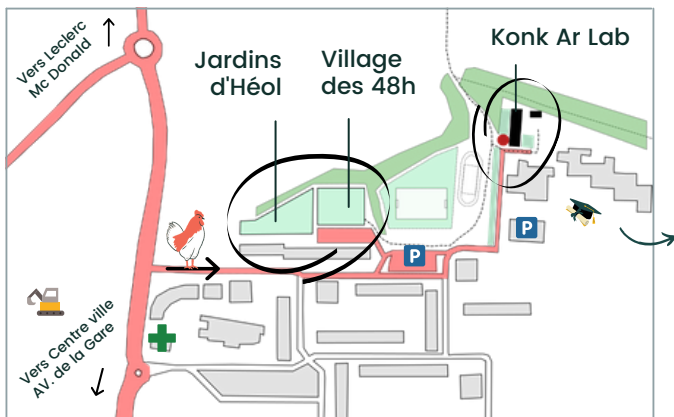 Vers Leclerc
Mc Donald
Jardins
d'Héol
Village
des 48h
Konk Ar Lab
P
P
Vers Centre ville
AV. de la Gare